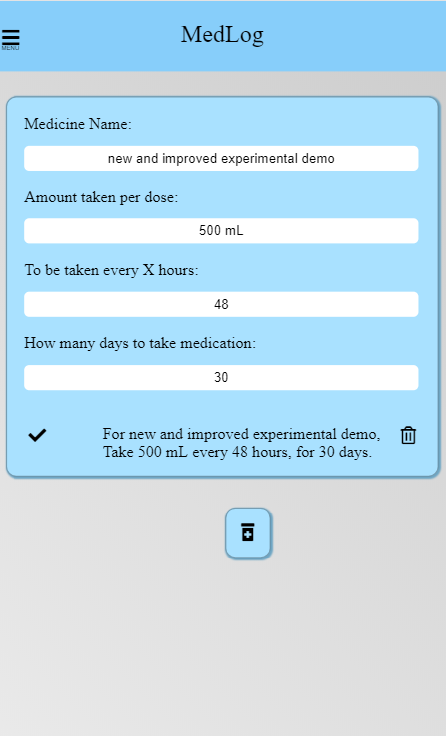 MedLog
MENU
Medicine Name:
new and improved experimental demo
Amount taken per dose:
500 mL
To be taken every X hours:
48
How many days to take medication:
30
For new and improved experimental demo,
Take 500 mL every 48 hours, for 30 days.